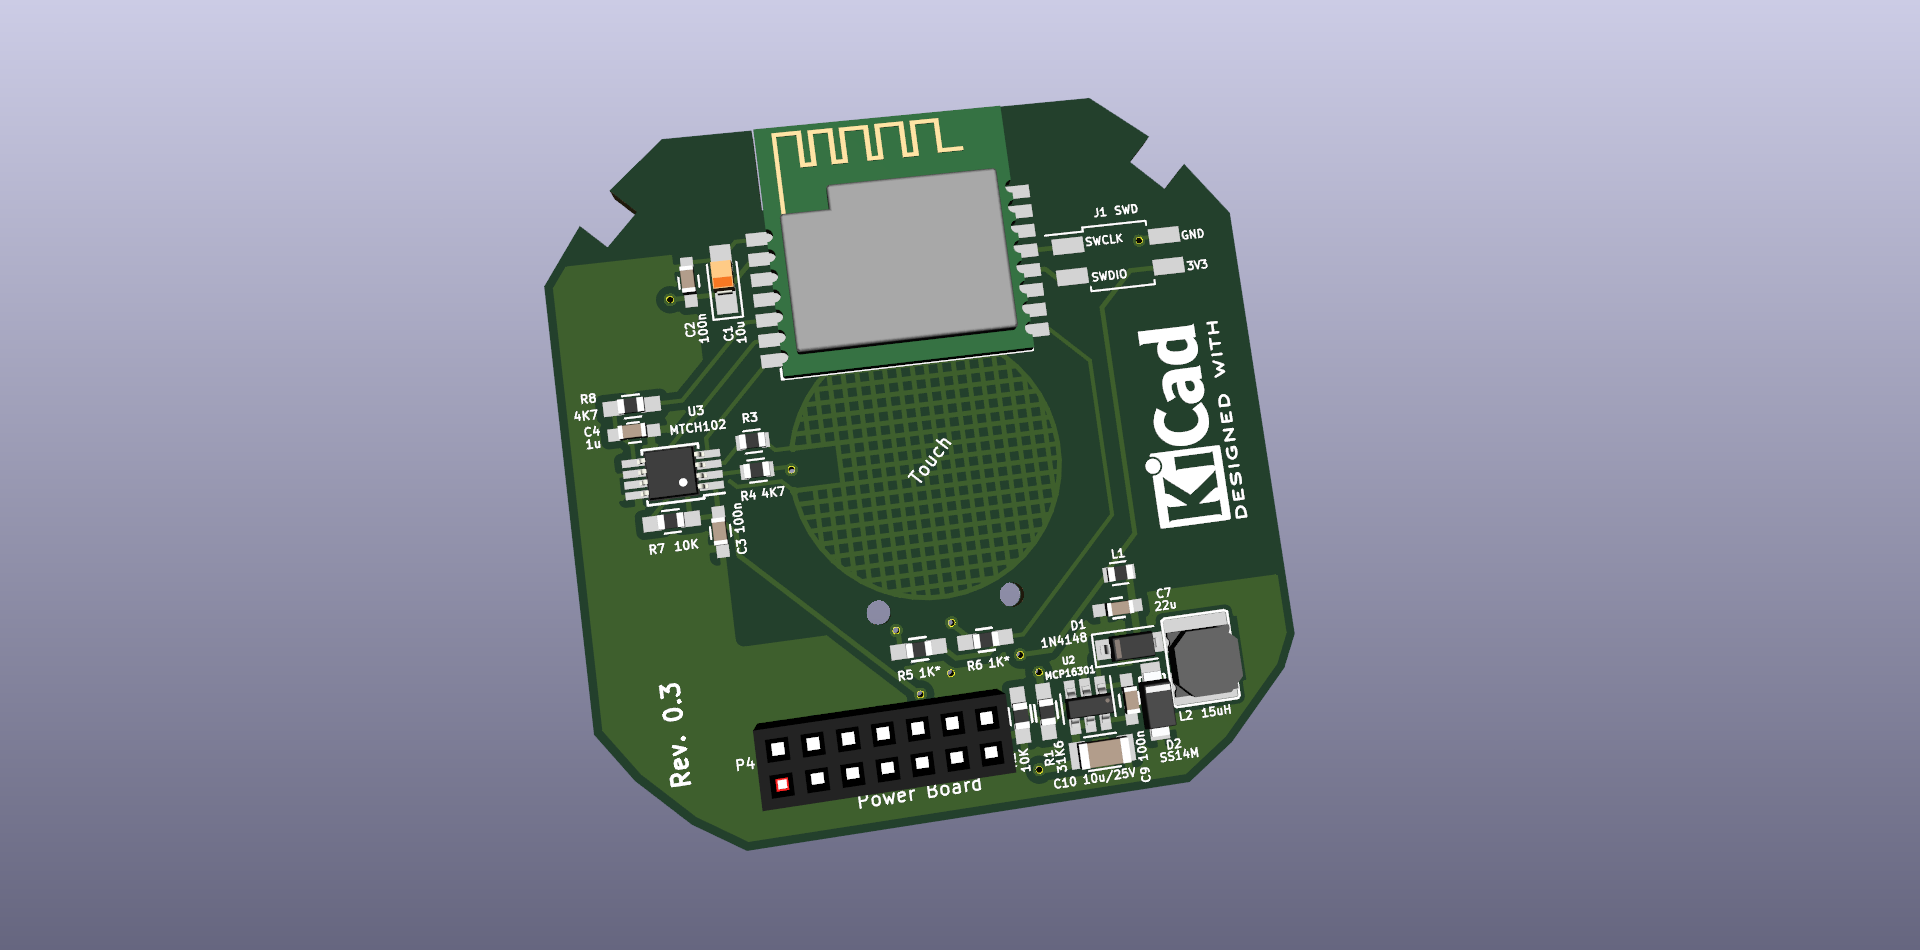 J1 SWD
SWCLK
GND
SWDIO
3V3
C2
100n
C1
10u
R8
4K7
C4
1u
U3
MTCH102
R3
R4 4K7
R7 10K
C3 100n
Touch
KiCad
DESIGNED WITH
L1
C7
22u
D1
1N4148
U2
MCP16301
R5 1K*
R6 1K*
L2 15uH
D2
SS14M
C9 100n
C10 10u/25V
R1
31K6
10K
P4
Power Board
Rev. 0.3